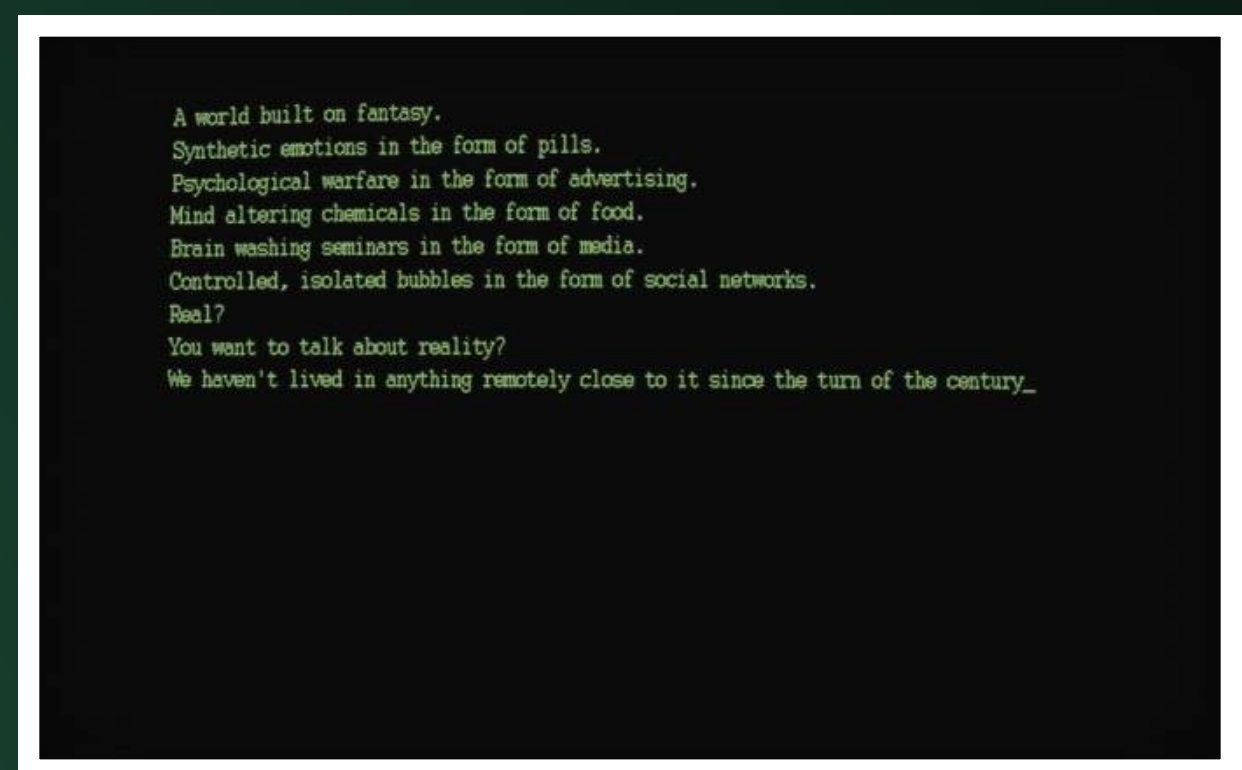 A world built on fantasy.
Synthetic emotions in the form of pills.
Psychological warfare in the form of advertising.
Mind altering chemicals in the form of food.
Brain washing seminars in the form of media.
Controlled, isolated bubbles in the form of social networks.
Real?
You want to talk about reality?
We haven't lived in anything remotely close to it since the turn of the century_